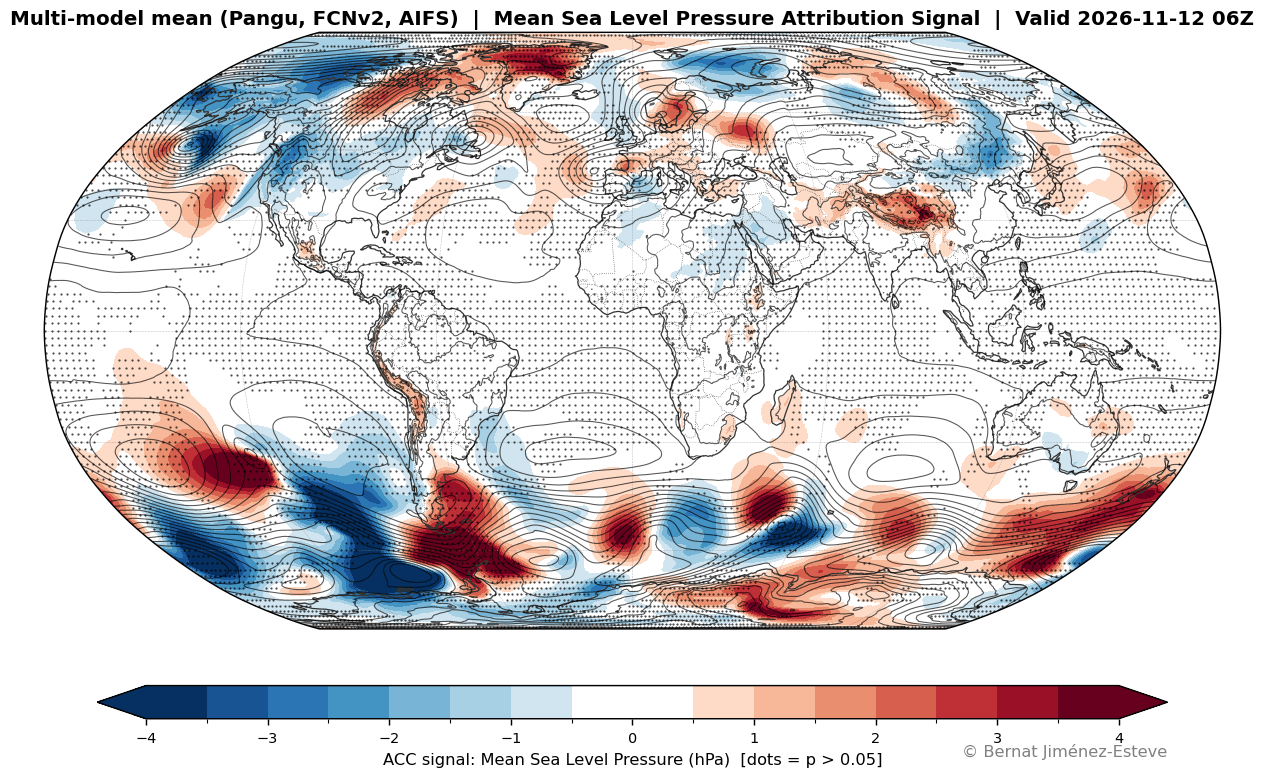 Multi-model mean (Pangu, FCNv2, AIFS)  |  Mean Sea Level Pressure Attribution Signal  |  Valid 2026-11-12 06Z
−4 −3 −2 −1 0 1 2 3 4
ACC signal: Mean Sea Level Pressure (hPa)  [dots = p > 0.05]
© Bernat Jiménez-Esteve